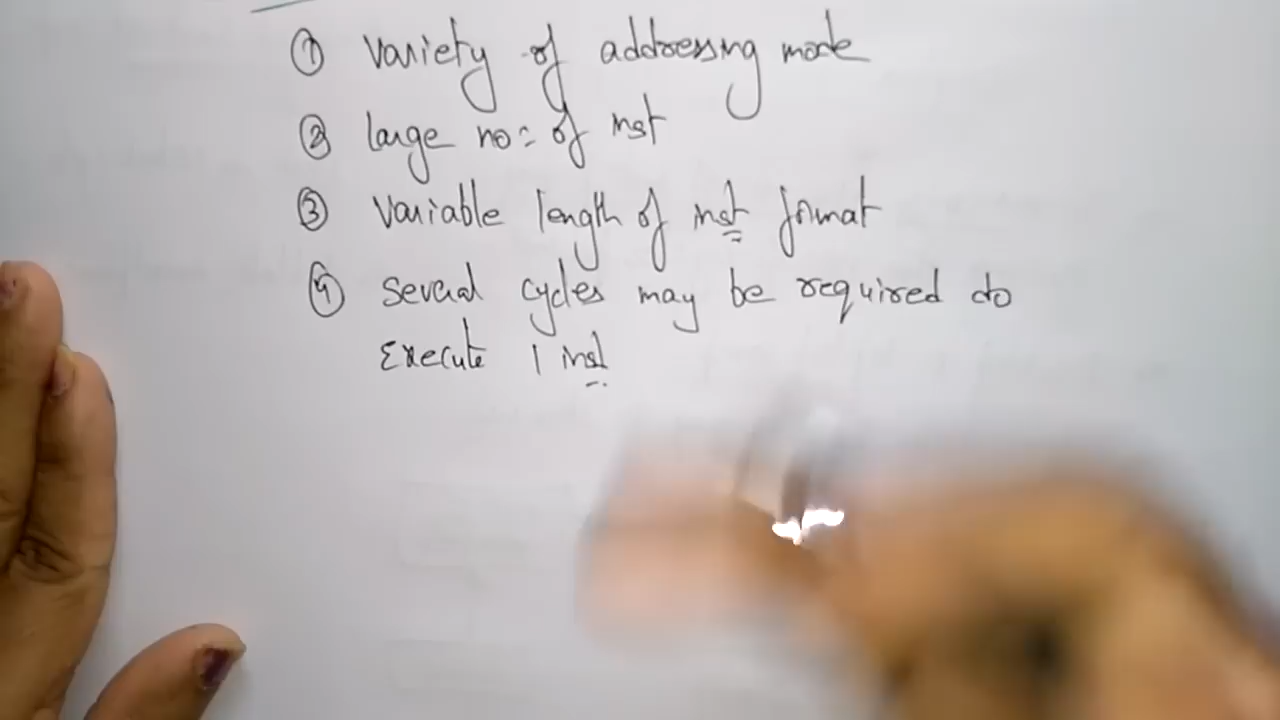 ① variety of addressing mode
② large no: of inst
③ variable length of inst format
④ several cycles may be required to
Execute 1 inst